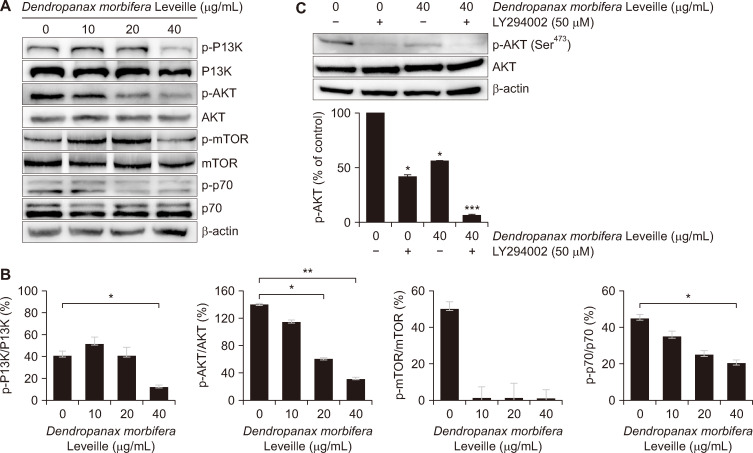 A
Dendropanax morbifera Leveille (μg/mL)
0 10 20 40
p-P13K
P13K
p-AKT
AKT
p-mTOR
mTOR
p-p70
p70
β-actin
C
Dendropanax morbifera Leveille (μg/mL)
0 0 40 40
LY294002 (50 μM)
– + – +
p-AKT (Ser473)
AKT
β-actin
p-AKT (% of control)
100
50
0
* * ***
0 0 40 40
Dendropanax morbifera Leveille (μg/mL)
– + – +
LY294002 (50 μM)
B
p-P13K/P13K (%)
100
80
60
40
20
0
*
0 10 20 40
Dendropanax morbifera
Leveille (μg/mL)
p-AKT/AKT (%)
160
120
80
40
0
**
*
0 10 20 40
Dendropanax morbifera
Leveille (μg/mL)
p-mTOR/mTOR (%)
60
40
20
0
0 10 20 40
Dendropanax morbifera
Leveille (μg/mL)
p-p70/p70 (%)
60
40
20
0
*
0 10 20 40
Dendropanax morbifera
Leveille (μg/mL)